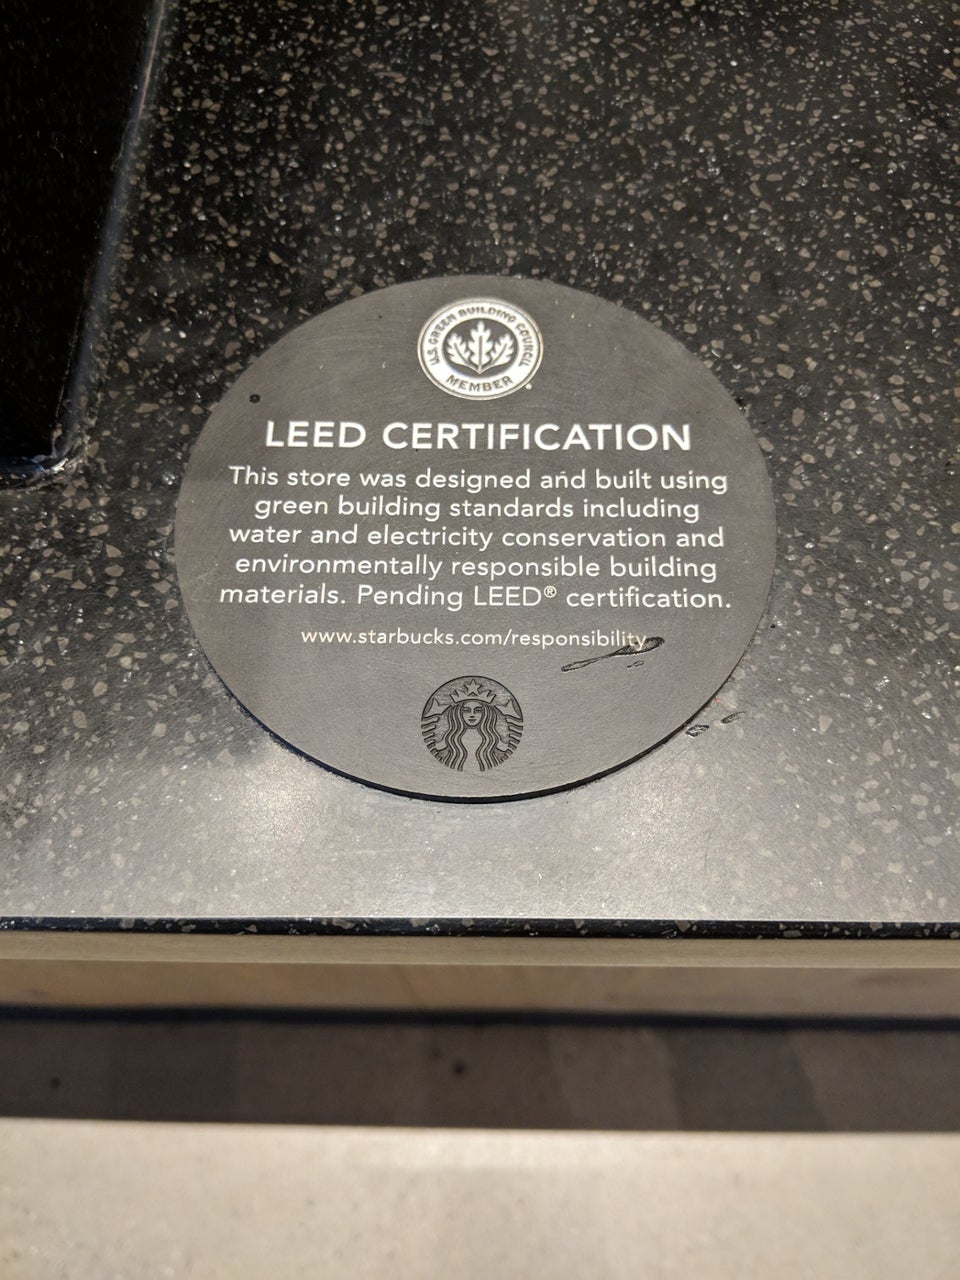 U.S. GREEN BUILDING COUNCIL
MEMBER
LEED CERTIFICATION
This store was designed and built using
green building standards including
water and electricity conservation and
environmentally responsible building
materials. Pending LEED® certification.
www.starbucks.com/responsibility